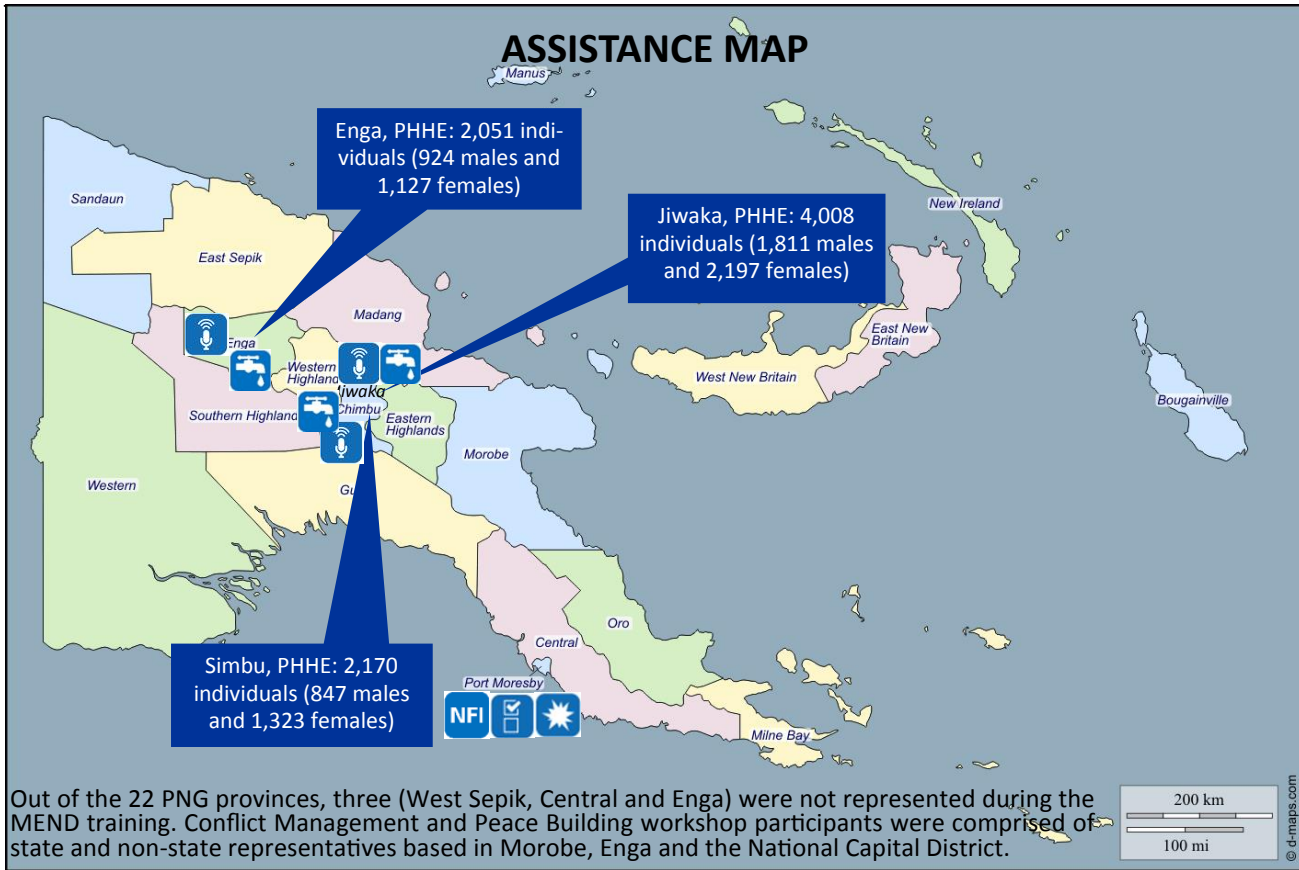 ASSISTANCE MAP
Manus
Enga, PHHE: 2,051 indi-
viduals (924 males and
1,127 females)
Sandaun
New Ireland
Jiwaka, PHHE: 4,008
individuals (1,811 males
and 2,197 females)
East Sepik
Madang
East New
Britain
Enga
Western
Highland
West New Britain
Jiwaka
Chimbu
Southern Highland
Eastern
Highlands
Bougainville
Morobe
Western
Gu
Oro
Central
Simbu, PHHE: 2,170
individuals (847 males
and 1,323 females)
Port Moresby
NFI
Milne Bay
Out of the 22 PNG provinces, three (West Sepik, Central and Enga) were not represented during the
MEND training. Conflict Management and Peace Building workshop participants were comprised of
state and non-state representatives based in Morobe, Enga and the National Capital District.
200 km
100 mi
© d-maps.com